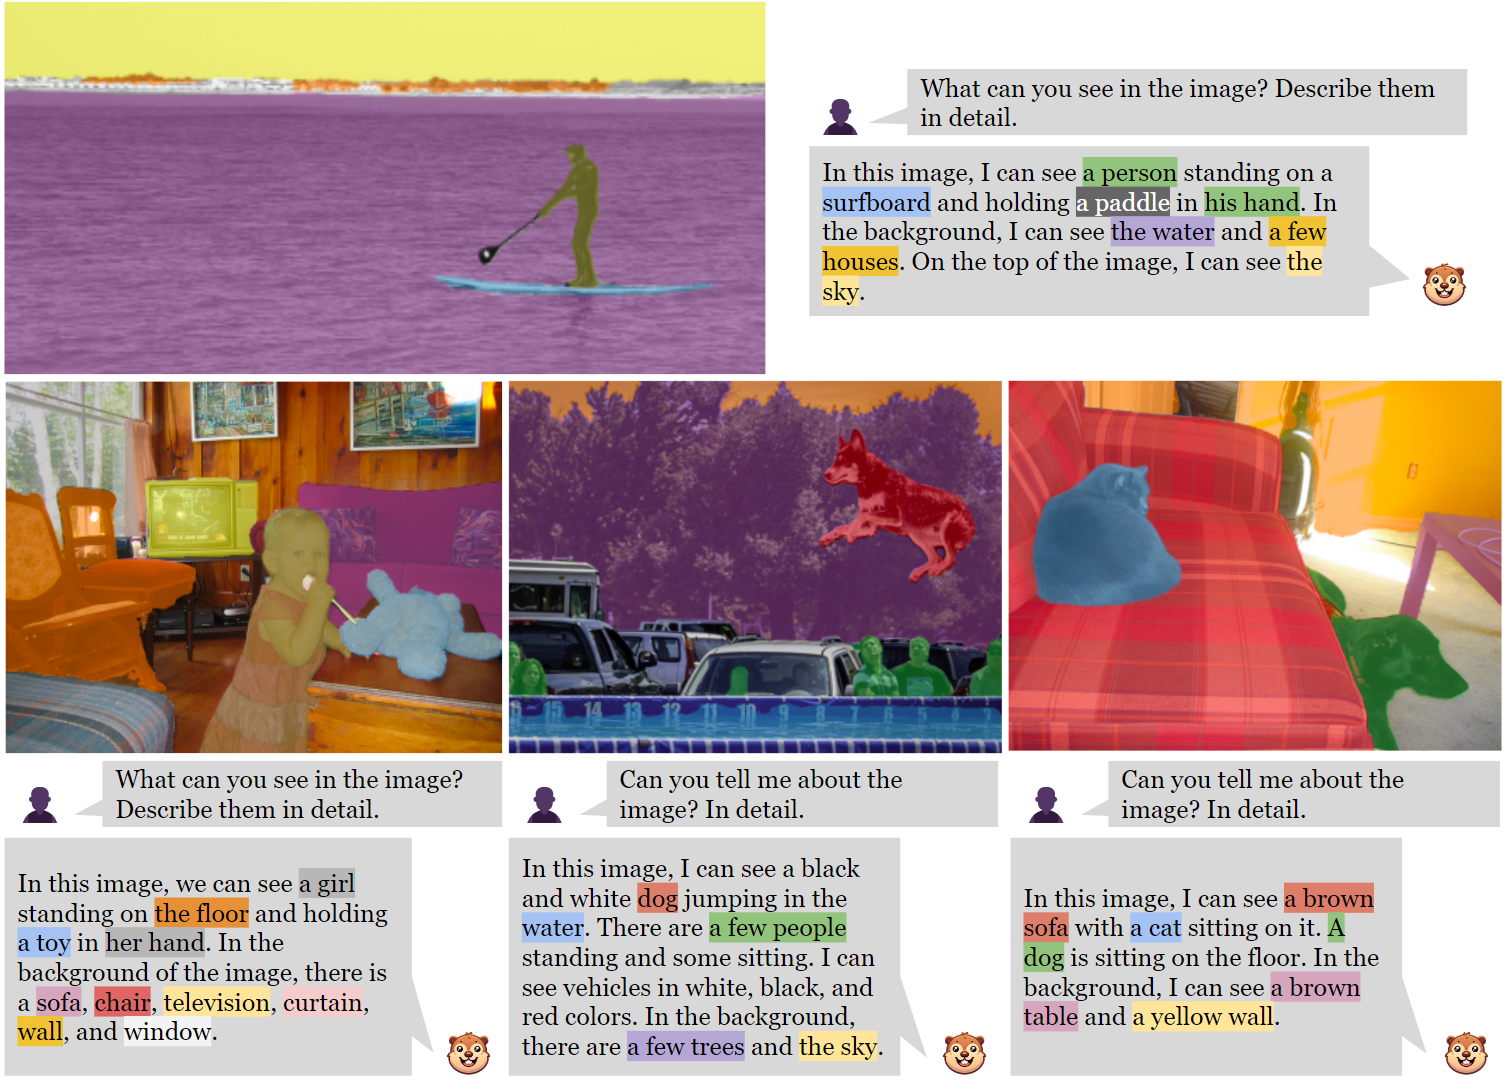 What can you see in the image? Describe them
in detail.
In this image, I can see a person standing on a
surfboard and holding a paddle in his hand. In
the background, I can see the water and a few
houses. On the top of the image, I can see the
sky.
15 14 13 12 11 10 9 8 7 6 5 4 3
What can you see in the image?
Describe them in detail.
In this image, we can see a girl
standing on the floor and holding
a toy in her hand. In the
background of the image, there is
a sofa, chair, television, curtain,
wall, and window.
Can you tell me about the
image? In detail.
In this image, I can see a black
and white dog jumping in the
water. There are a few people
standing and some sitting. I can
see vehicles in white, black, and
red colors. In the background,
there are a few trees and the sky.
Can you tell me about the
image? In detail.
In this image, I can see a brown
sofa with a cat sitting on it. A
dog is sitting on the floor. In the
background, I can see a brown
table and a yellow wall.